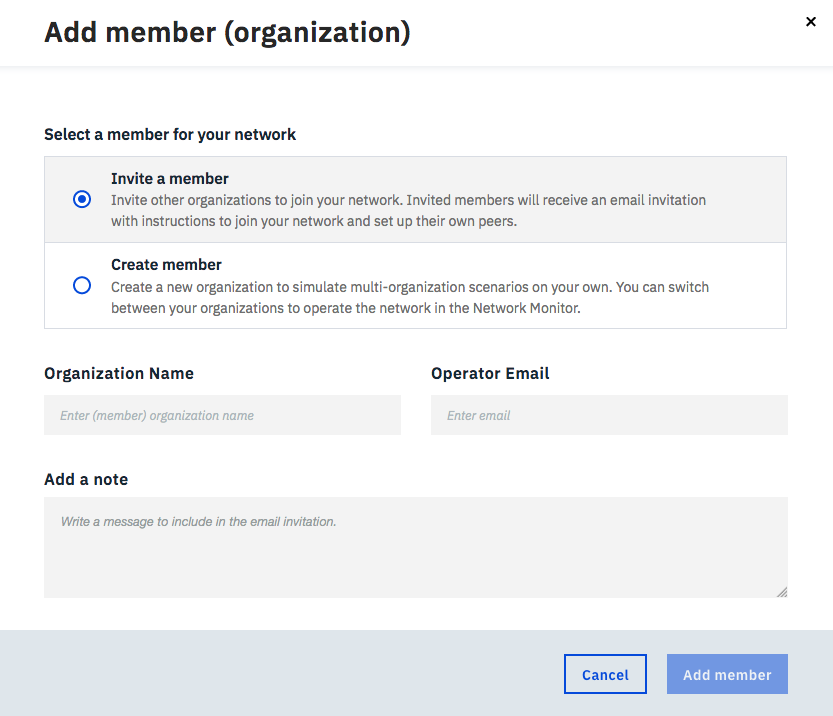 Add member (organization)
Select a member for your network
Invite a member
Invite other organizations to join your network. Invited members will receive an email invitation
with instructions to join your network and set up their own peers.
Create member
Create a new organization to simulate multi-organization scenarios on your own. You can switch
between your organizations to operate the network in the Network Monitor.
Organization Name
Operator Email
Enter (member) organization name
Enter email
Add a note
Write a message to include in the email invitation.
Cancel
Add member